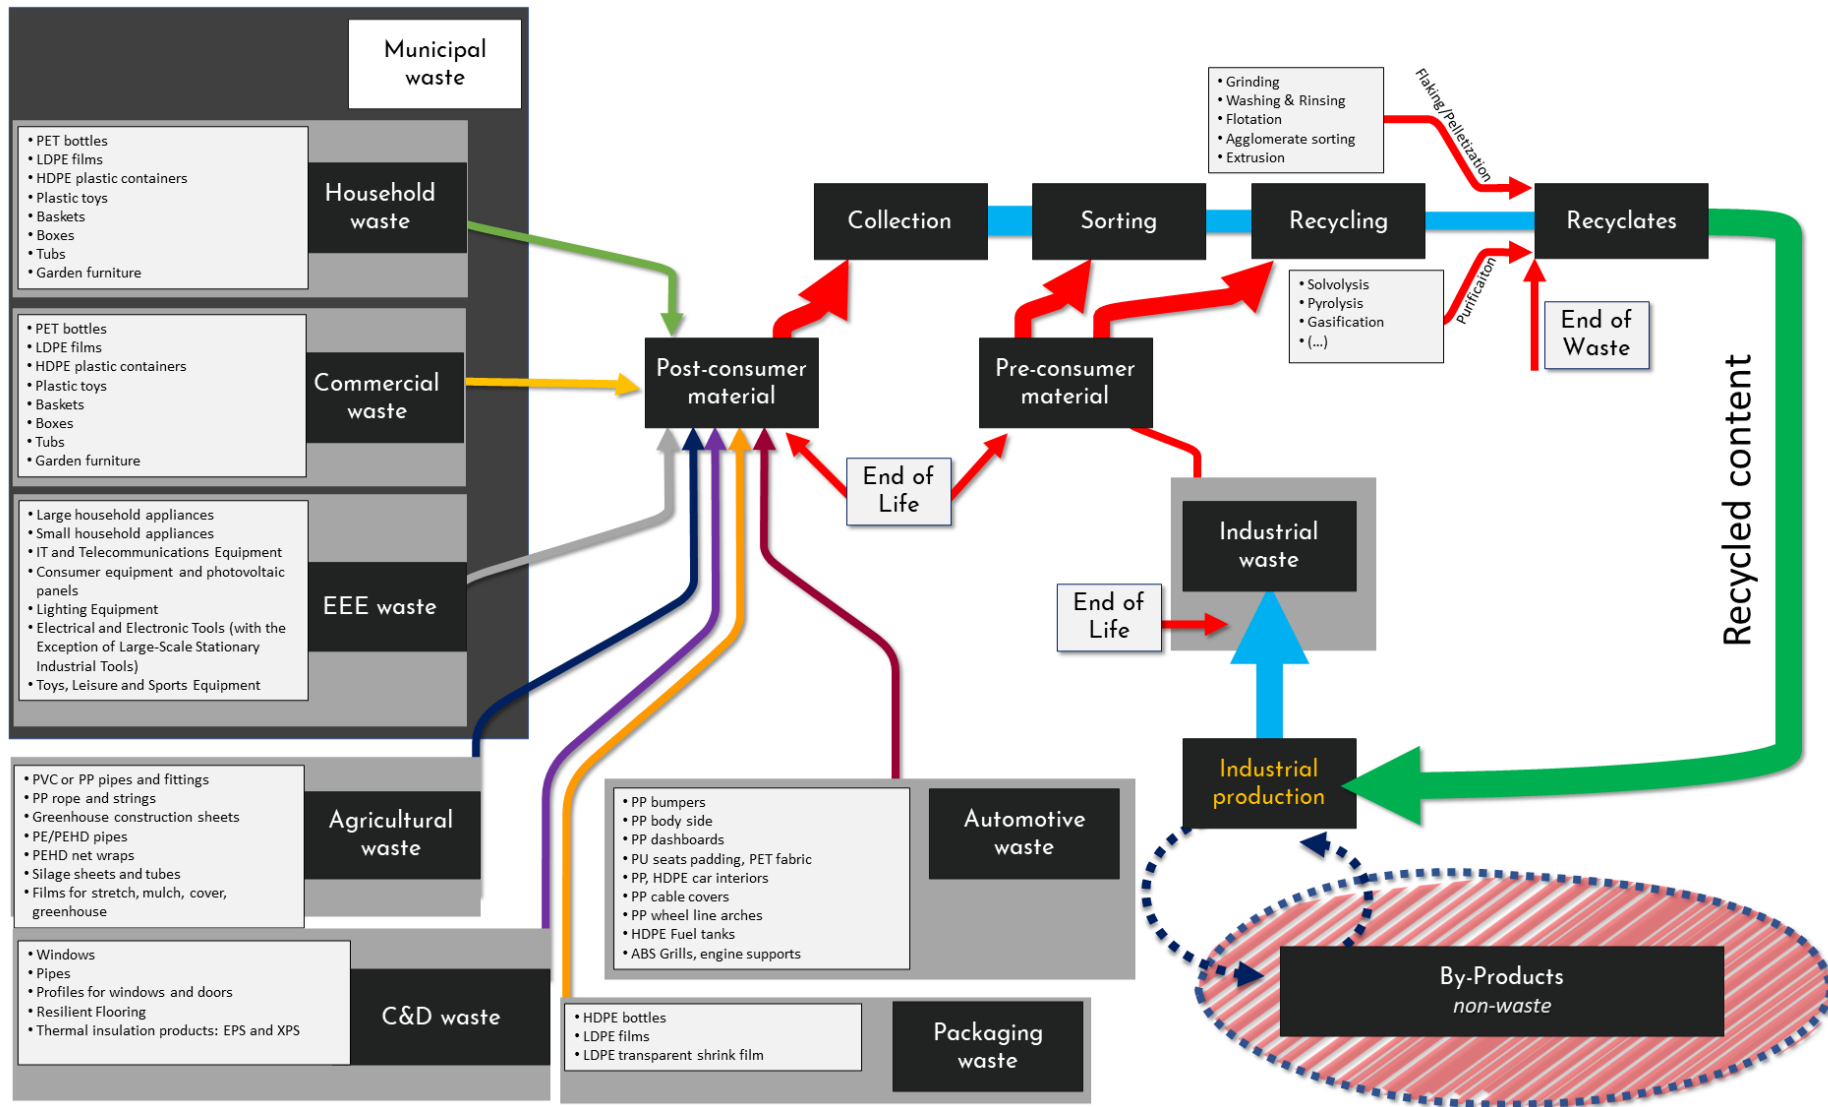 Municipal
waste
• PET bottles
• LDPE films
• HDPE plastic containers
• Plastic toys
• Baskets
• Boxes
• Tubs
• Garden furniture
Household
waste
• PET bottles
• LDPE films
• HDPE plastic containers
• Plastic toys
• Baskets
• Boxes
• Tubs
• Garden furniture
Commercial
waste
• Large household appliances
• Small household appliances
• IT and Telecommunications Equipment
• Consumer equipment and photovoltaic
panels
• Lighting Equipment
• Electrical and Electronic Tools (with the
Exception of Large-Scale Stationary
Industrial Tools)
• Toys, Leisure and Sports Equipment
EEE waste
• PVC or PP pipes and fittings
• PP rope and strings
• Greenhouse construction sheets
• PE/PEHD pipes
• PEHD net wraps
• Silage sheets and tubes
• Films for stretch, mulch, cover,
greenhouse
Agricultural
waste
• Windows
• Pipes
• Profiles for windows and doors
• Resilient Flooring
• Thermal insulation products: EPS and XPS
C&D waste
• HDPE bottles
• LDPE films
• LDPE transparent shrink film
Packaging
waste
• PP bumpers
• PP body side
• PP dashboards
• PU seats padding, PET fabric
• PP, HDPE car interiors
• PP cable covers
• PP wheel line arches
• HDPE Fuel tanks
• ABS Grills, engine supports
Automotive
waste
Post-consumer
material
End of
Life
Pre-consumer
material
Collection
Sorting
Recycling
Recyclates
• Grinding
• Washing & Rinsing
• Flotation
• Agglomerate sorting
• Extrusion
Flaking/Pelletization
• Solvolysis
• Pyrolysis
• Gasification
• (...)
Purificaiton
End of
Waste
Recycled content
Industrial
waste
End of
Life
Industrial
production
By-Products
non-waste